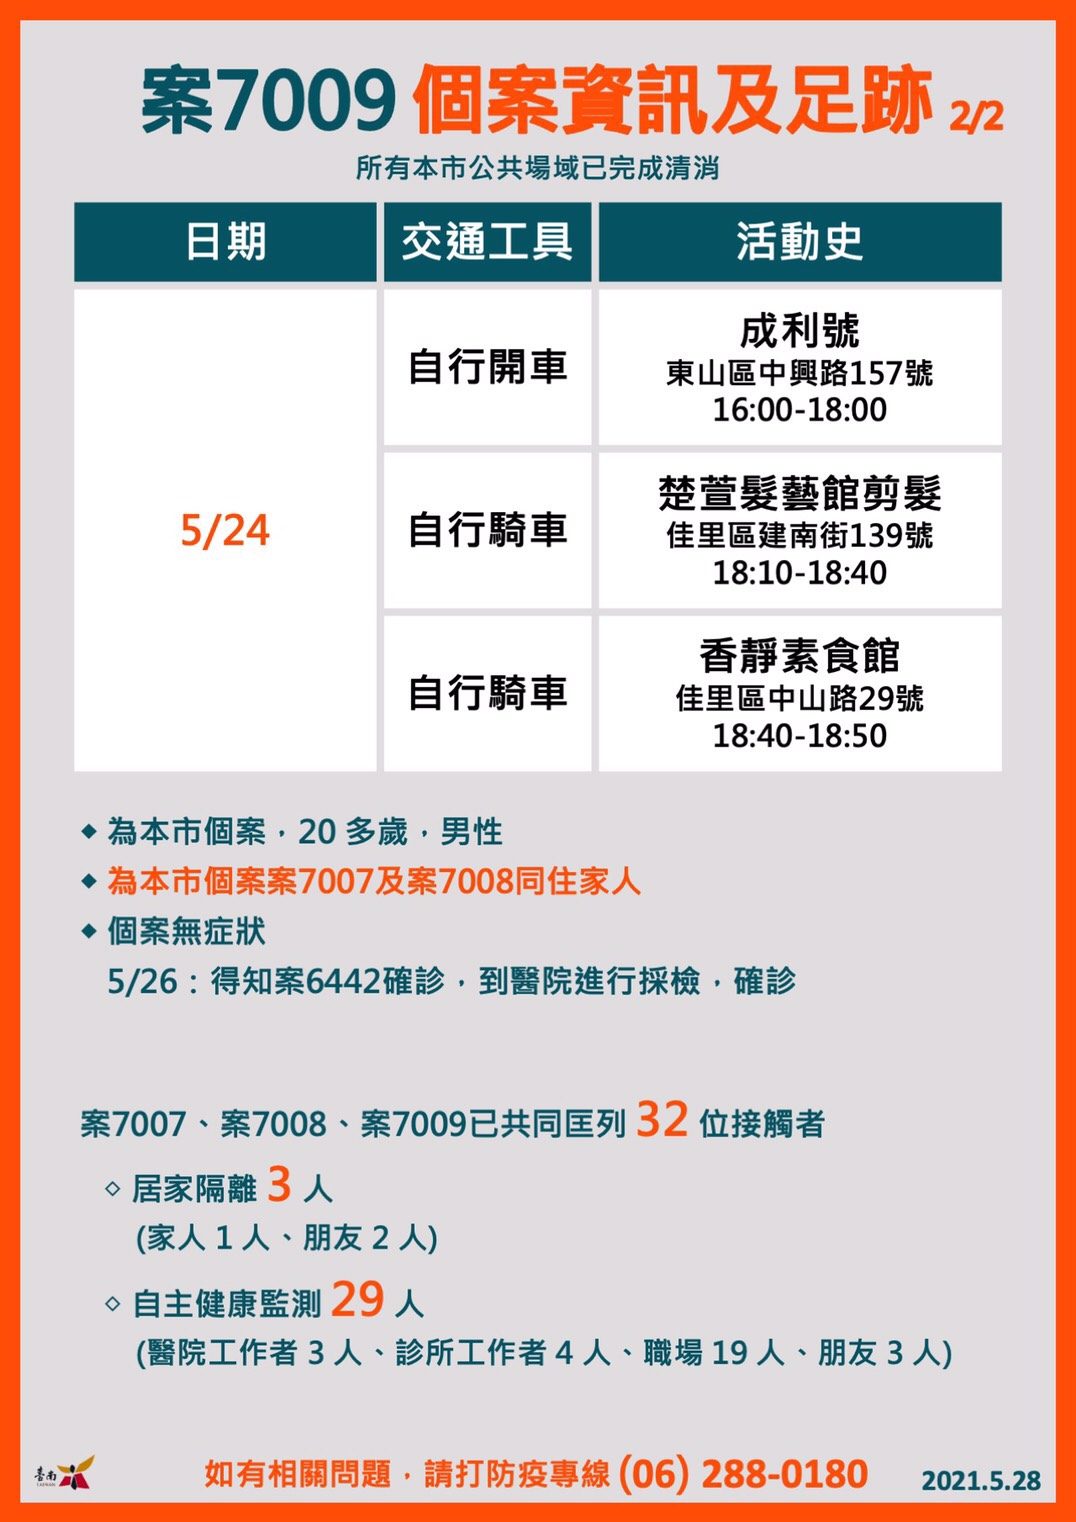 案7009 個案資訊及足跡 2/2
所有本市公共場域已完成清消
日期 交通工具 活動史
5/24
自行開車
成利號
東山區中興路157號
16:00-18:00
自行騎車
楚萱髮藝館剪髮
佳里區建南街139號
18:10-18:40
自行騎車
香靜素食館
佳里區中山路29號
18:40-18:50
◆ 為本市個案，20 多歲，男性
◆ 為本市個案案7007及案7008同住家人
◆ 個案無症狀
5/26：得知案6442確診，到醫院進行採檢，確診
案7007、案7008、案7009已共同匡列 32 位接觸者
◇ 居家隔離 3 人
(家人 1 人、朋友 2 人)
◇ 自主健康監測 29 人
(醫院工作者 3 人、診所工作者 4 人、職場 19 人、朋友 3 人)
臺南
TAINAN
如有相關問題，請打防疫專線 (06) 288-0180
2021.5.28